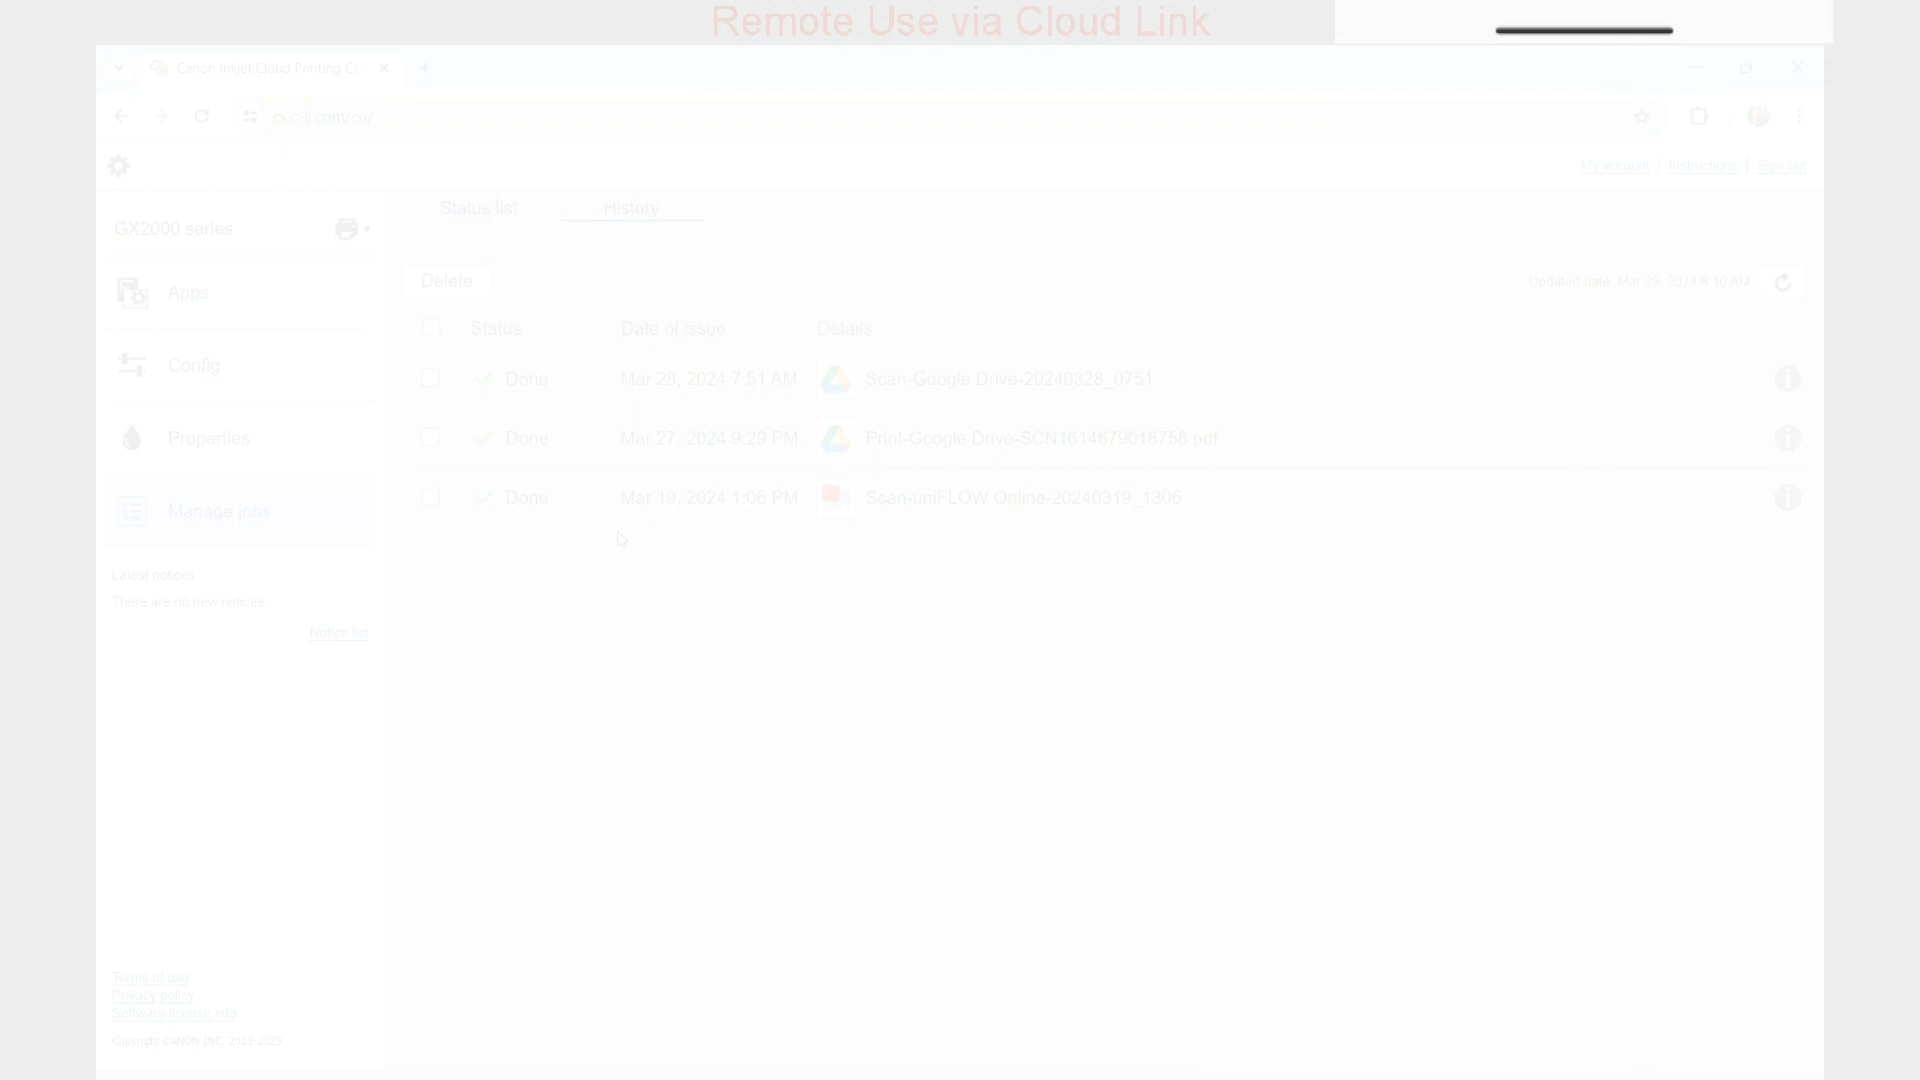 Remote Use via Cloud Link
Canon Inkjet Cloud Printing Ce
cs.c-ij.com/co/
My account | Instructions | Sign out
GX2000 series
Status list History
Apps
Delete
Updated date: Mar 29, 2024 6:10 AM
Status Date of issue Details
Config
Done Mar 28, 2024 7:51 AM Scan-Google Drive-20240328_0751
Properties
Done Mar 27, 2024 9:29 PM Print-Google Drive-SCN1614679018758.pdf
Manage jobs
Done Mar 19, 2024 1:06 PM Scan-uniFLOW Online-20240319_1306
Latest notices
There are no new notices.
Notice list
Terms of use
Privacy policy
Software license info
Copyright CANON INC. 2013-2023